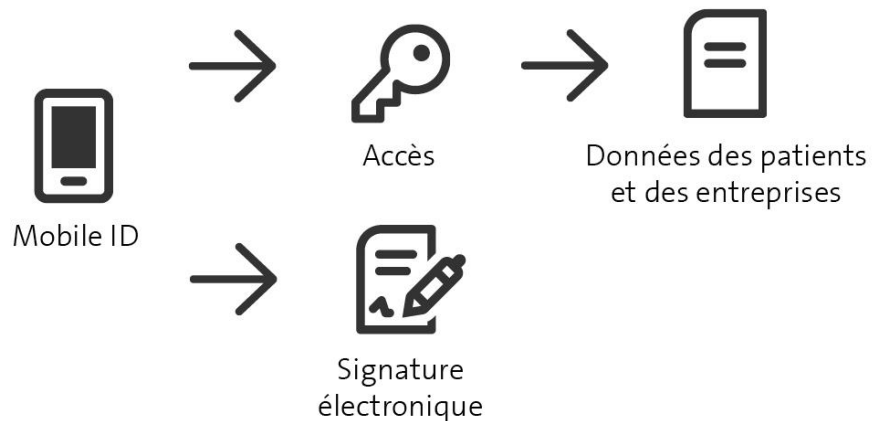 Accès
Données des patients
et des entreprises
Mobile ID
Signature
électronique